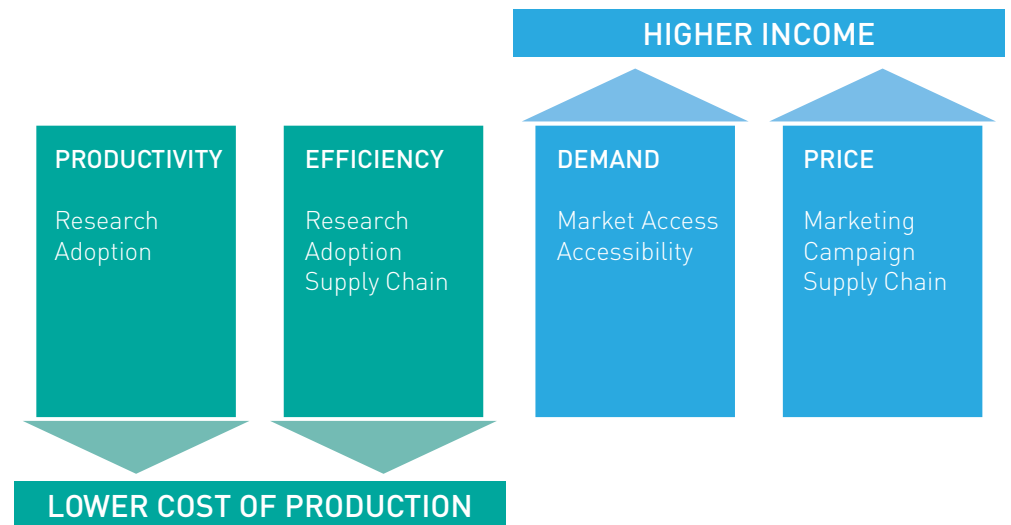 HIGHER INCOME
PRODUCTIVITY
Research
Adoption
EFFICIENCY
Research
Adoption
Supply Chain
DEMAND
Market Access
Accessibility
PRICE
Marketing
Campaign
Supply Chain
LOWER COST OF PRODUCTION